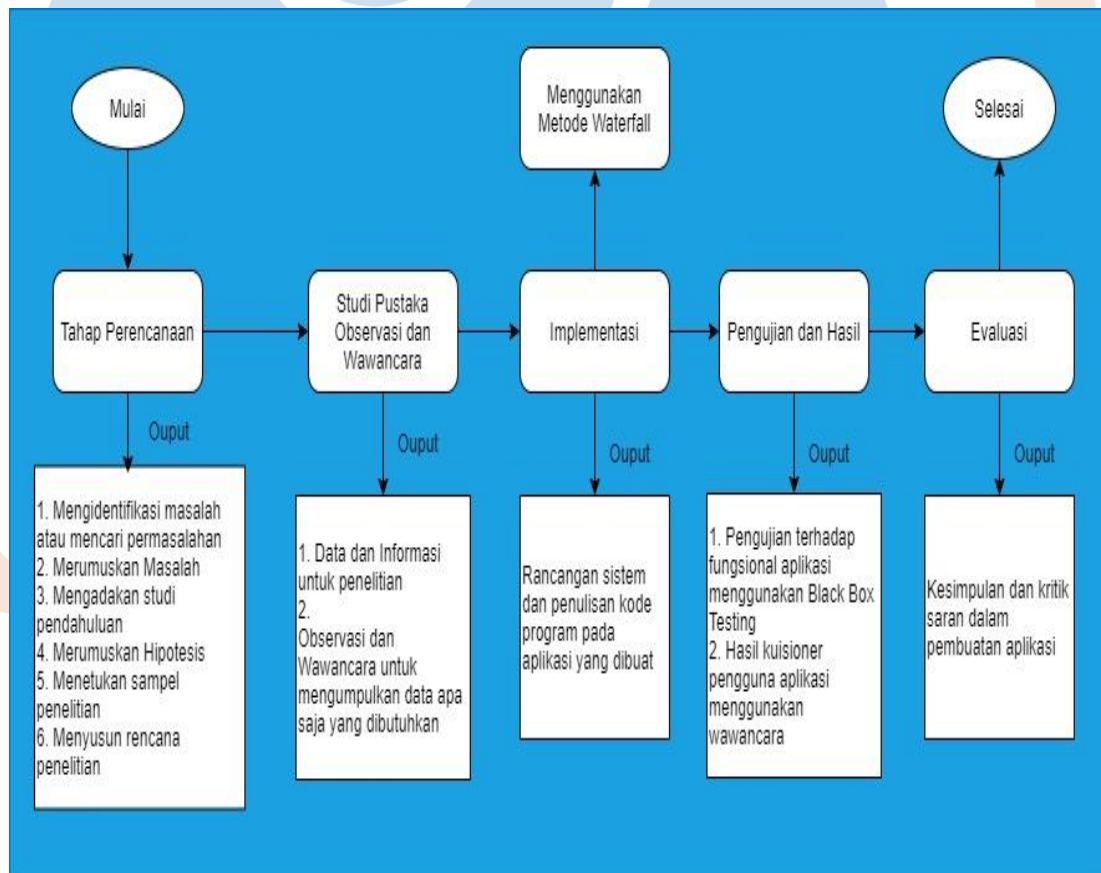 Mulai
Menggunakan
Metode Waterfall
Selesai
Tahap Perencanaan
Studi Pustaka
Observasi dan
Wawancara
Implementasi
Pengujian dan Hasil
Evaluasi
Ouput
Ouput
Ouput
Ouput
Ouput
1. Mengidentifikasi masalah
atau mencari permasalahan
2. Merumuskan Masalah
3. Mengadakan studi
pendahuluan
4. Merumuskan Hipotesis
5. Menetukan sampel
penelitian
6. Menyusun rencana
penelitian
1. Data dan Informasi
untuk penelitian
2.
Observasi dan
Wawancara untuk
mengumpulkan data apa
saja yang dibutuhkan
Rancangan sistem
dan penulisan kode
program pada
aplikasi yang dibuat
1. Pengujian terhadap
fungsional aplikasi
menggunakan Black Box
Testing
2. Hasil kuisioner
pengguna aplikasi
menggunakan
wawancara
Kesimpulan dan kritik
saran dalam
pembuatan aplikasi